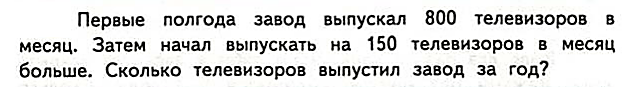 Первые полгода завод выпускал 800 телевизоров в
месяц. Затем начал выпускать на 150 телевизоров в месяц
больше. Сколько телевизоров выпустил завод за год?